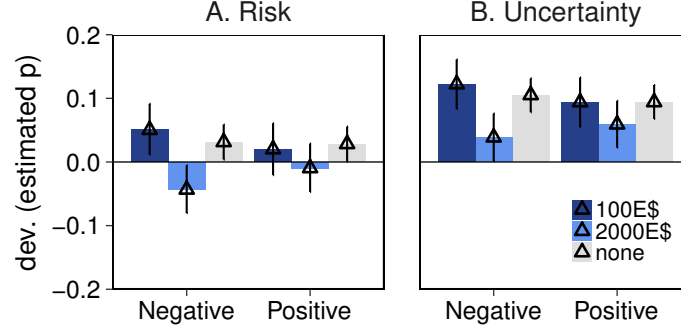 A. Risk
B. Uncertainty
dev. (estimated p)
0.2
0.1
0.0
−0.1
−0.2
100E$
2000E$
none
Negative Positive
Negative Positive